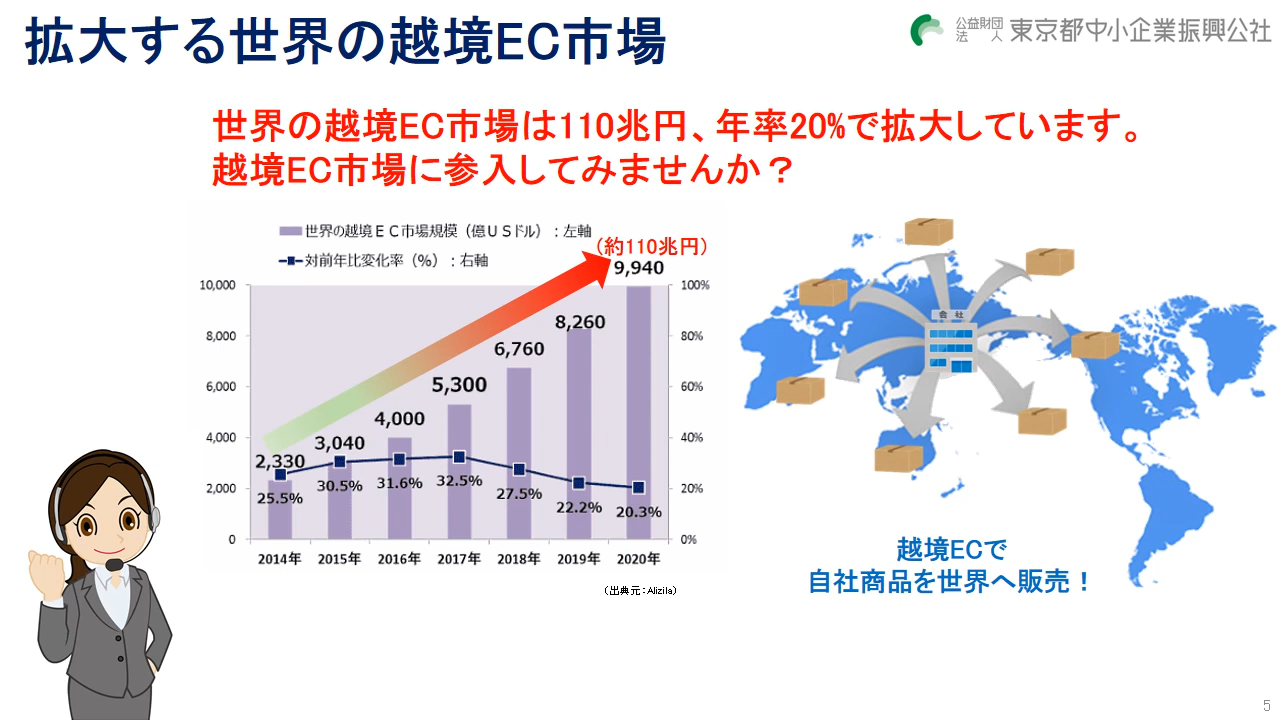 拡大する世界の越境EC市場
公益財団法人 東京都中小企業振興公社
世界の越境EC市場は110兆円、年率20%で拡大しています。
越境EC市場に参入してみませんか？
世界の越境ＥＣ市場規模（億ＵＳドル）：左軸
対前年比変化率（%）：右軸
（約110兆円）
10,000
8,000
6,000
4,000
2,000
0
2,330
3,040
4,000
5,300
6,760
8,260
9,940
25.5%
30.5%
31.6%
32.5%
27.5%
22.2%
20.3%
100%
80%
60%
40%
20%
0%
2014年 2015年 2016年 2017年 2018年 2019年 2020年
（出典元：Alizila）
会 社
越境ECで
自社商品を世界へ販売！
5